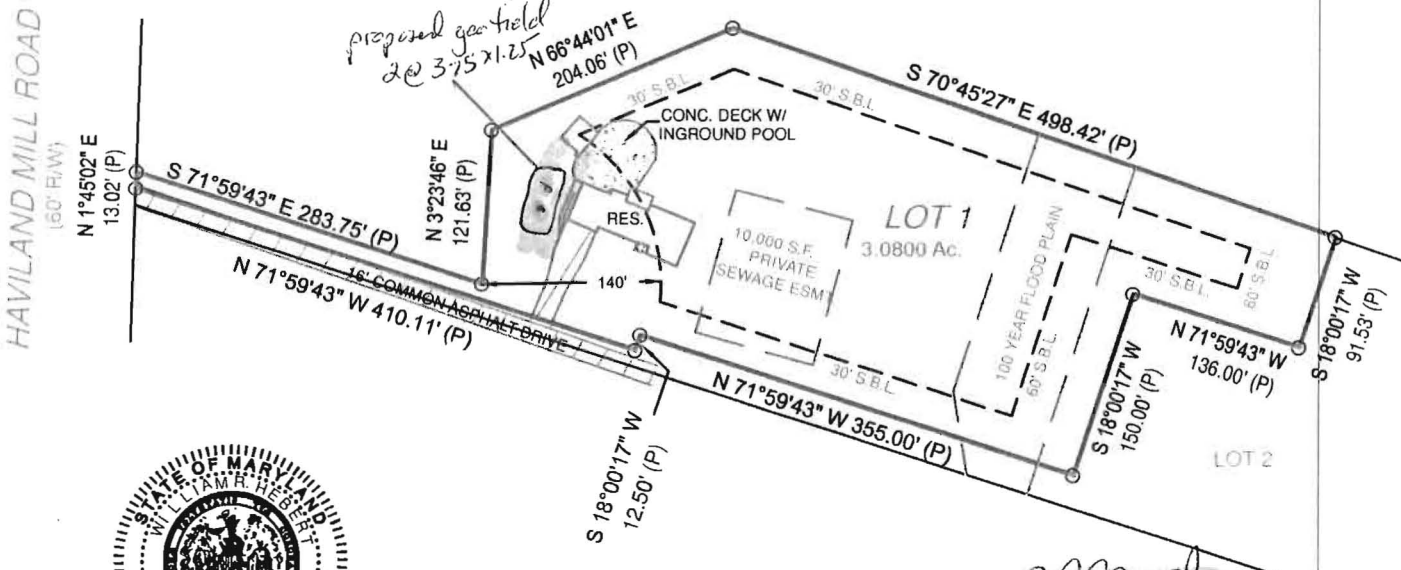 HAVILAND MILL ROAD
(60' R/W)
N 1°45'02" E
13.02' (P)
proposed
2@ 3.75 x 1.25
N 66°44'01" E
204.06' (P)
S 70°45'27" E 498.42' (P)
30' S.B.L.
30' S.B.L.
CONC. DECK W/
INGROUND POOL
S 71°59'43" E 283.75' (P)
N 3°23'46" E
121.63' (P)
RES.
LOT 1
3.0800 Ac.
10,000 S.F.
PRIVATE
SEWAGE ESMT
140'
16' COMMON ASPHALT DRIVE
N 71°59'43" W 410.11' (P)
100 YEAR FLOOD PLAIN
60' S.B.L.
30' S.B.L.
60' S.B.L.
S 18°00'17" W
91.53' (P)
N 71°59'43" W
136.00' (P)
S 18°00'17" W
150.00' (P)
30' S.B.L.
N 71°59'43" W 355.00' (P)
S 18°00'17" W
12.50' (P)
LOT 2
STATE OF MARYLAND
WILLIAM R. HEBERT